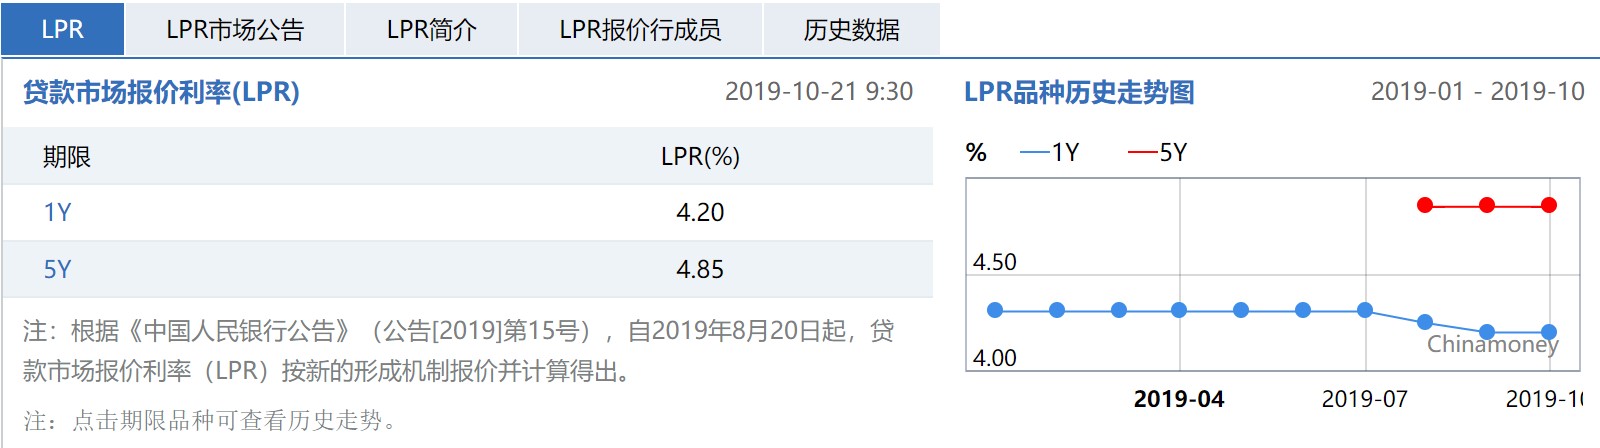 LPR LPR市场公告 LPR简介 LPR报价行成员 历史数据
贷款市场报价利率(LPR) 2019-10-21 9:30
期限 LPR(%)
1Y 4.20
5Y 4.85
注：根据《中国人民银行公告》（公告[2019]第15号），自2019年8月20日起，贷
款市场报价利率（LPR）按新的形成机制报价并计算得出。
注：点击期限品种可查看历史走势。
LPR品种历史走势图 2019-01 - 2019-10
% 1Y 5Y
4.50
4.00
Chinamoney
2019-04 2019-07 2019-10